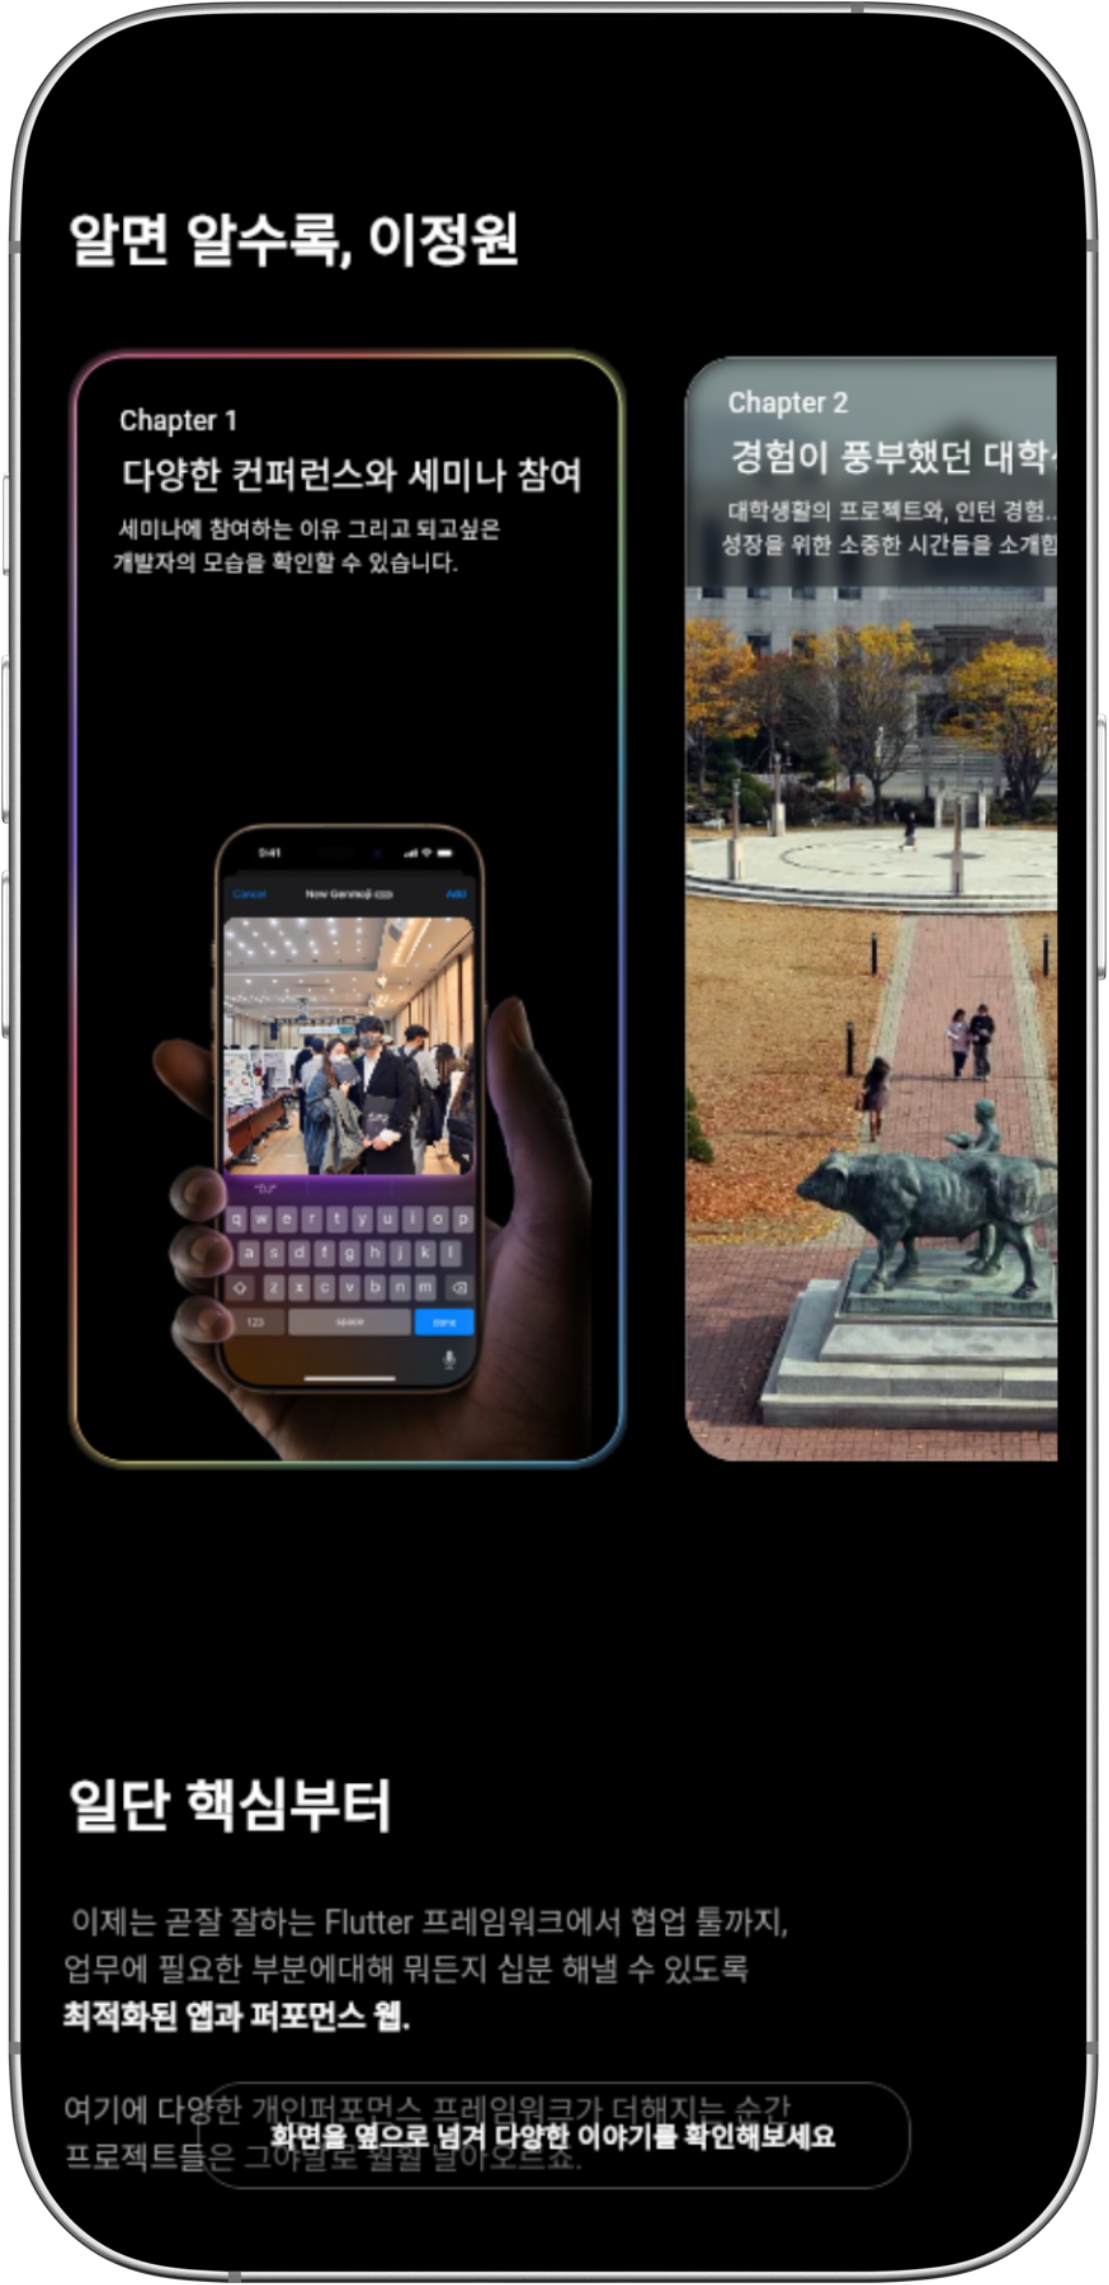 알면 알수록, 이정원
Chapter 1
다양한 컨퍼런스와 세미나 참여
세미나에 참여하는 이유 그리고 되고싶은
개발자의 모습을 확인할 수 있습니다.
9:41
Cancel
New Genmoji
Add
"DJ"
q w e r t y u i o p
a s d f g h j k l
z x c v b n m
123
space
done
Chapter 2
경험이 풍부했던 대학
대학생활의 프로젝트와, 인턴 경험..
성장을 위한 소중한 시간들을 소개합
일단 핵심부터
이제는 곧잘 잘하는 Flutter 프레임워크에서 협업 툴까지,
업무에 필요한 부분에대해 뭐든지 십분 해낼 수 있도록
최적화된 앱과 퍼포먼스 웹.
여기에 다양한 개인퍼포먼스 프레임워크가 더해지는 순간
프로젝트들은 그야말로 훨훨 날아오르죠.
화면을 옆으로 넘겨 다양한 이야기를 확인해보세요